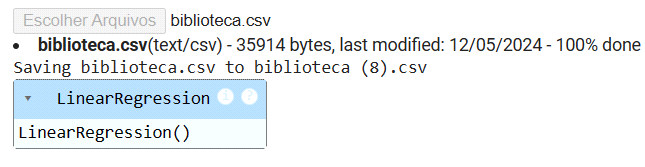 Escolher Arquivos biblioteca.csv
• biblioteca.csv(text/csv) - 35914 bytes, last modified: 12/05/2024 - 100% done
Saving biblioteca.csv to biblioteca (8).csv
▾ LinearRegression i ?
LinearRegression()